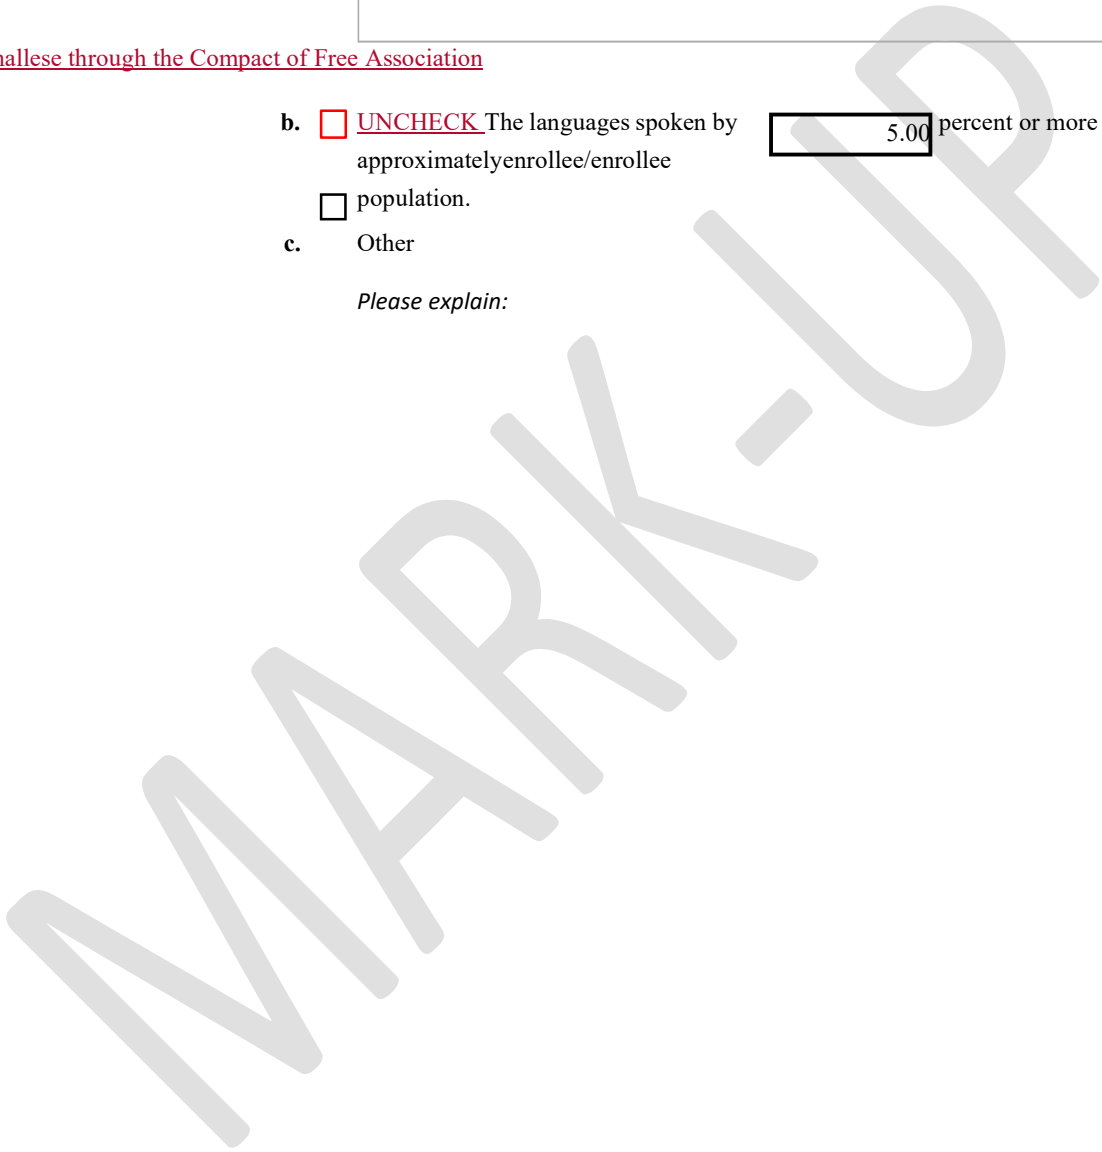 through the Compact of Free Association
b. UNCHECK The languages spoken by 5.00 percent or more
approximatelyenrollee/enrollee
population.
c. Other
Please explain:
MARK-UP